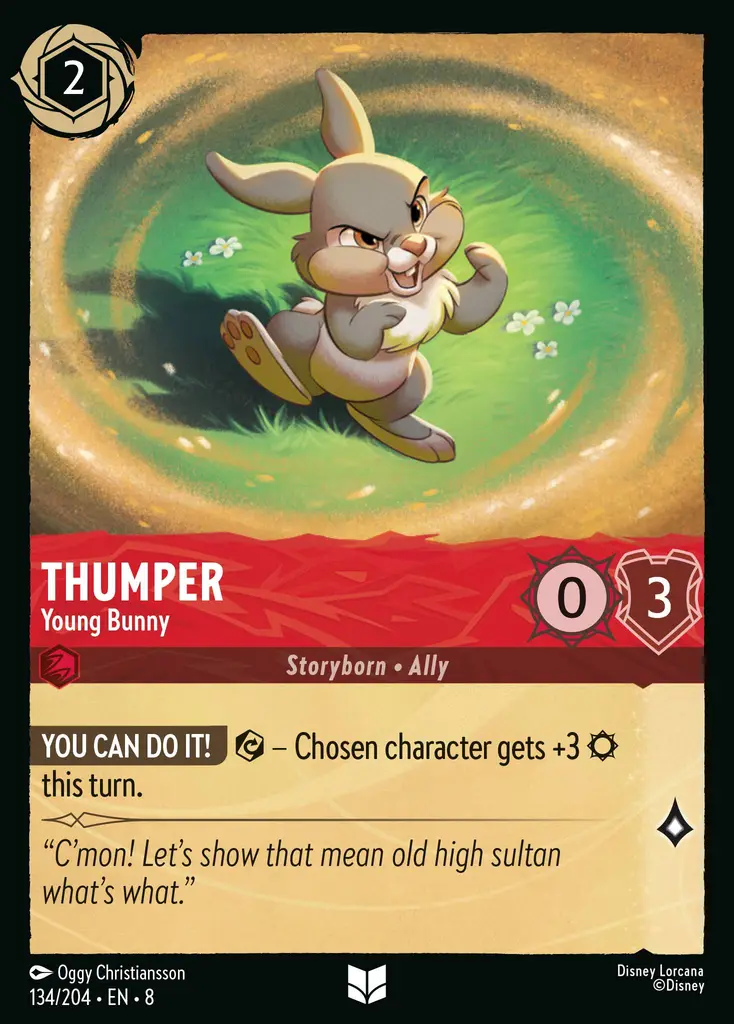 2
THUMPER
Young Bunny
0
3
Storyborn • Ally
YOU CAN DO IT! – Chosen character gets +3
this turn.
“C’mon! Let’s show that mean old high sultan
what’s what.”
Oggy Christiansson
134/204 • EN • 8
Disney Lorcana
©Disney